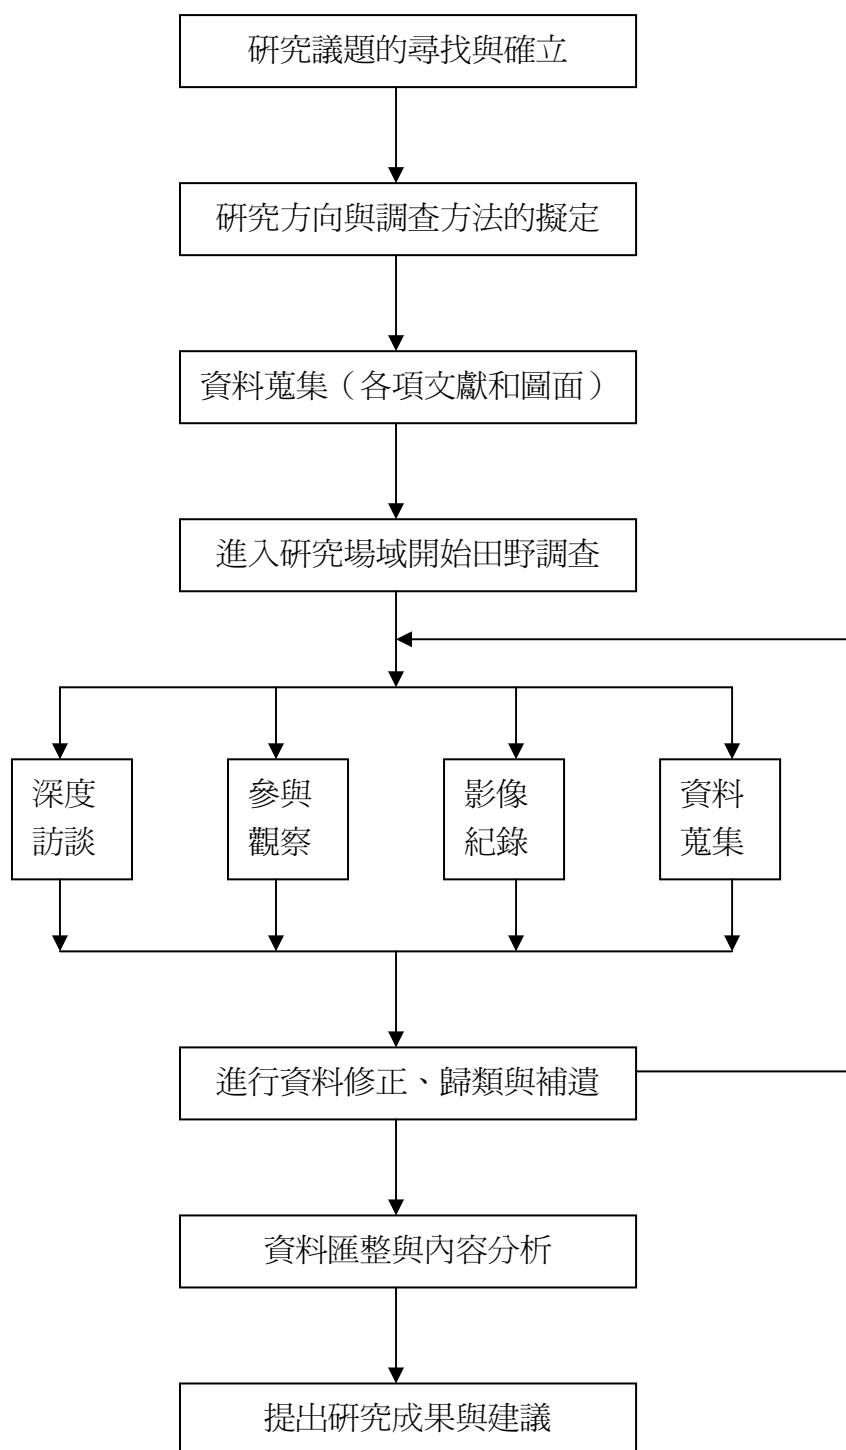 研究議題的尋找與確立
研究方向與調查方法的擬定
資料蒐集（各項文獻和圖面）
進入研究場域開始田野調查
深度
訪談
參與
觀察
影像
紀錄
資料
蒐集
進行資料修正、歸類與補遺
資料匯整與內容分析
提出研究成果與建議